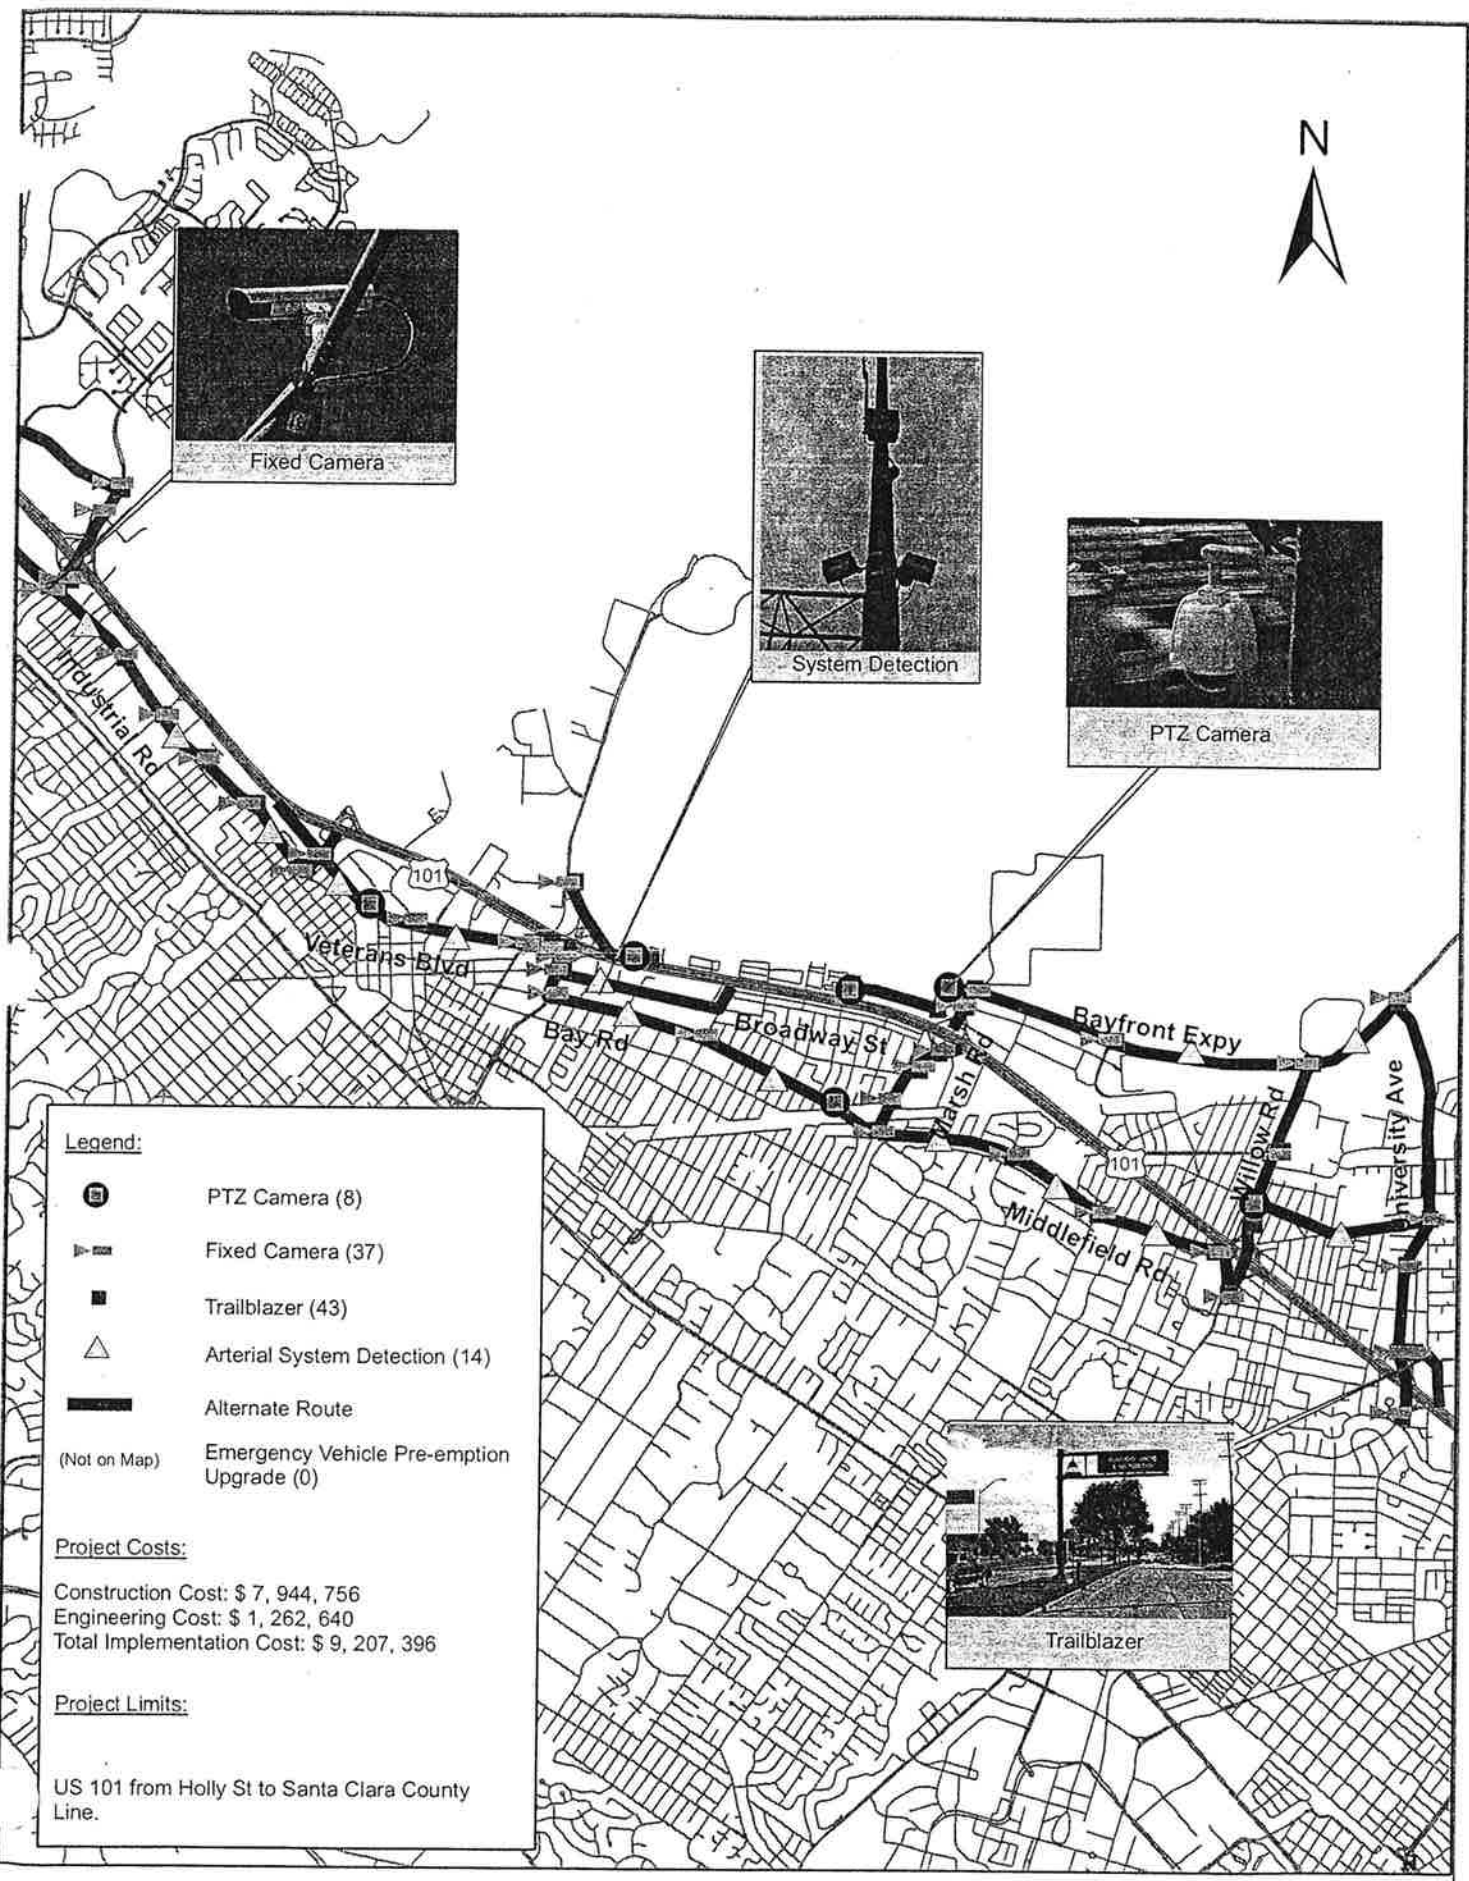 N
Fixed Camera
System Detection
PTZ Camera
Industrial Rd
101
Veterans Blvd
Bay Rd
Broadway St
Marsh Rd
Bayfront Expy
Willow Rd
University Ave
101
Middlefield Rd
Trailblazer
Legend:
PTZ Camera (8)
Fixed Camera (37)
Trailblazer (43)
Arterial System Detection (14)
Alternate Route
(Not on Map)
Emergency Vehicle Pre-emption
Upgrade (0)
Project Costs:
Construction Cost: $ 7, 944, 756
Engineering Cost: $ 1, 262, 640
Total Implementation Cost: $ 9, 207, 396
Project Limits:
US 101 from Holly St to Santa Clara County
Line.